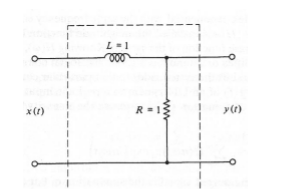 L = 1
x(t)
R = 1
y(t)